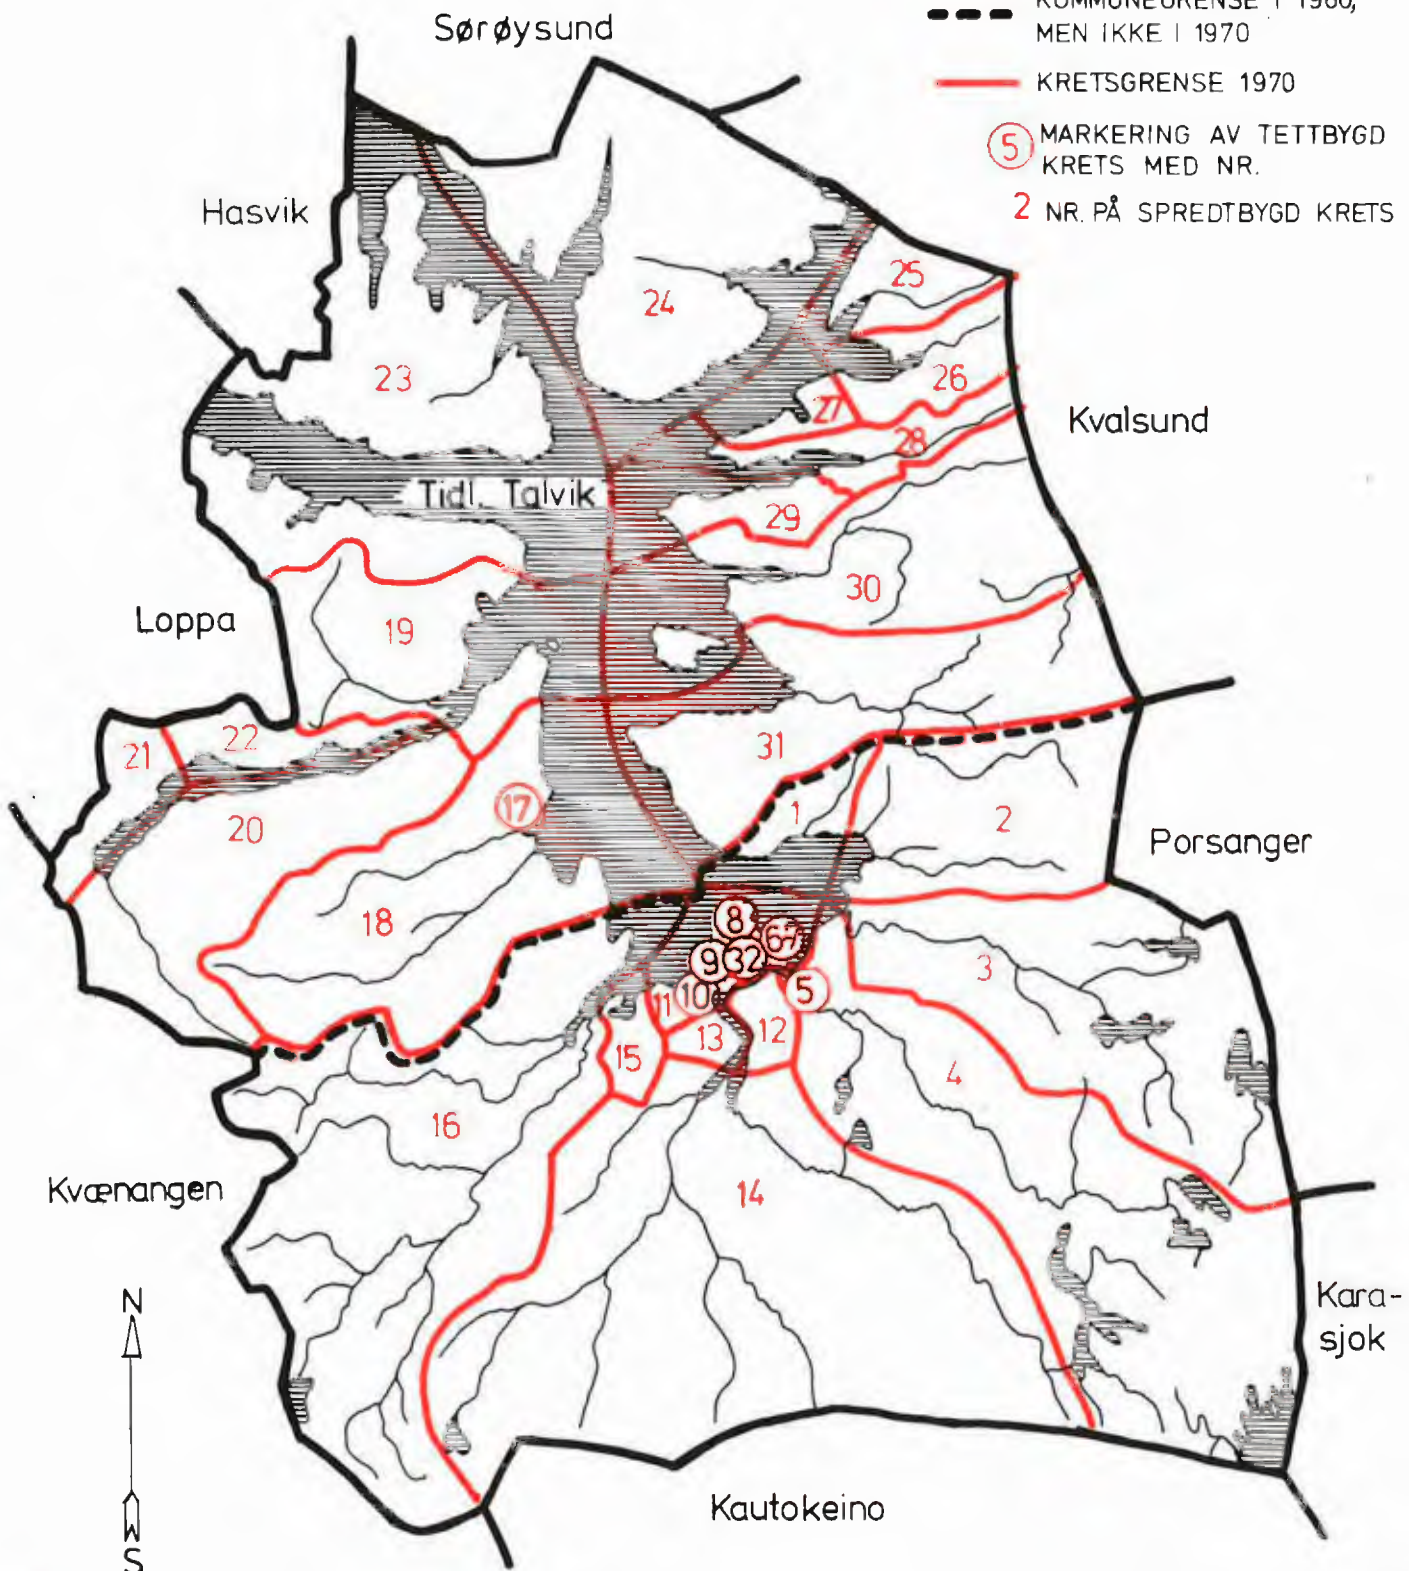 Sørøysund
KOMMUNEGRENSE I 1960,
MEN IKKE I 1970
KRETSGRENSE 1970
5 MARKERING AV TETTBYGD
KRETS MED NR.
2 NR. PÅ SPREDTBYGD KRETS
Hasvik
25
24
23
26
27
Kvalsund
28
Tidl. Talvik
29
30
Loppa
19
22
21
31
17
1
2
20
Porsanger
8
18
6-7
9
32
3
10
5
11
13
12
15
4
16
Kvænangen
14
N
Kara-
sjok
Kautokeino
S